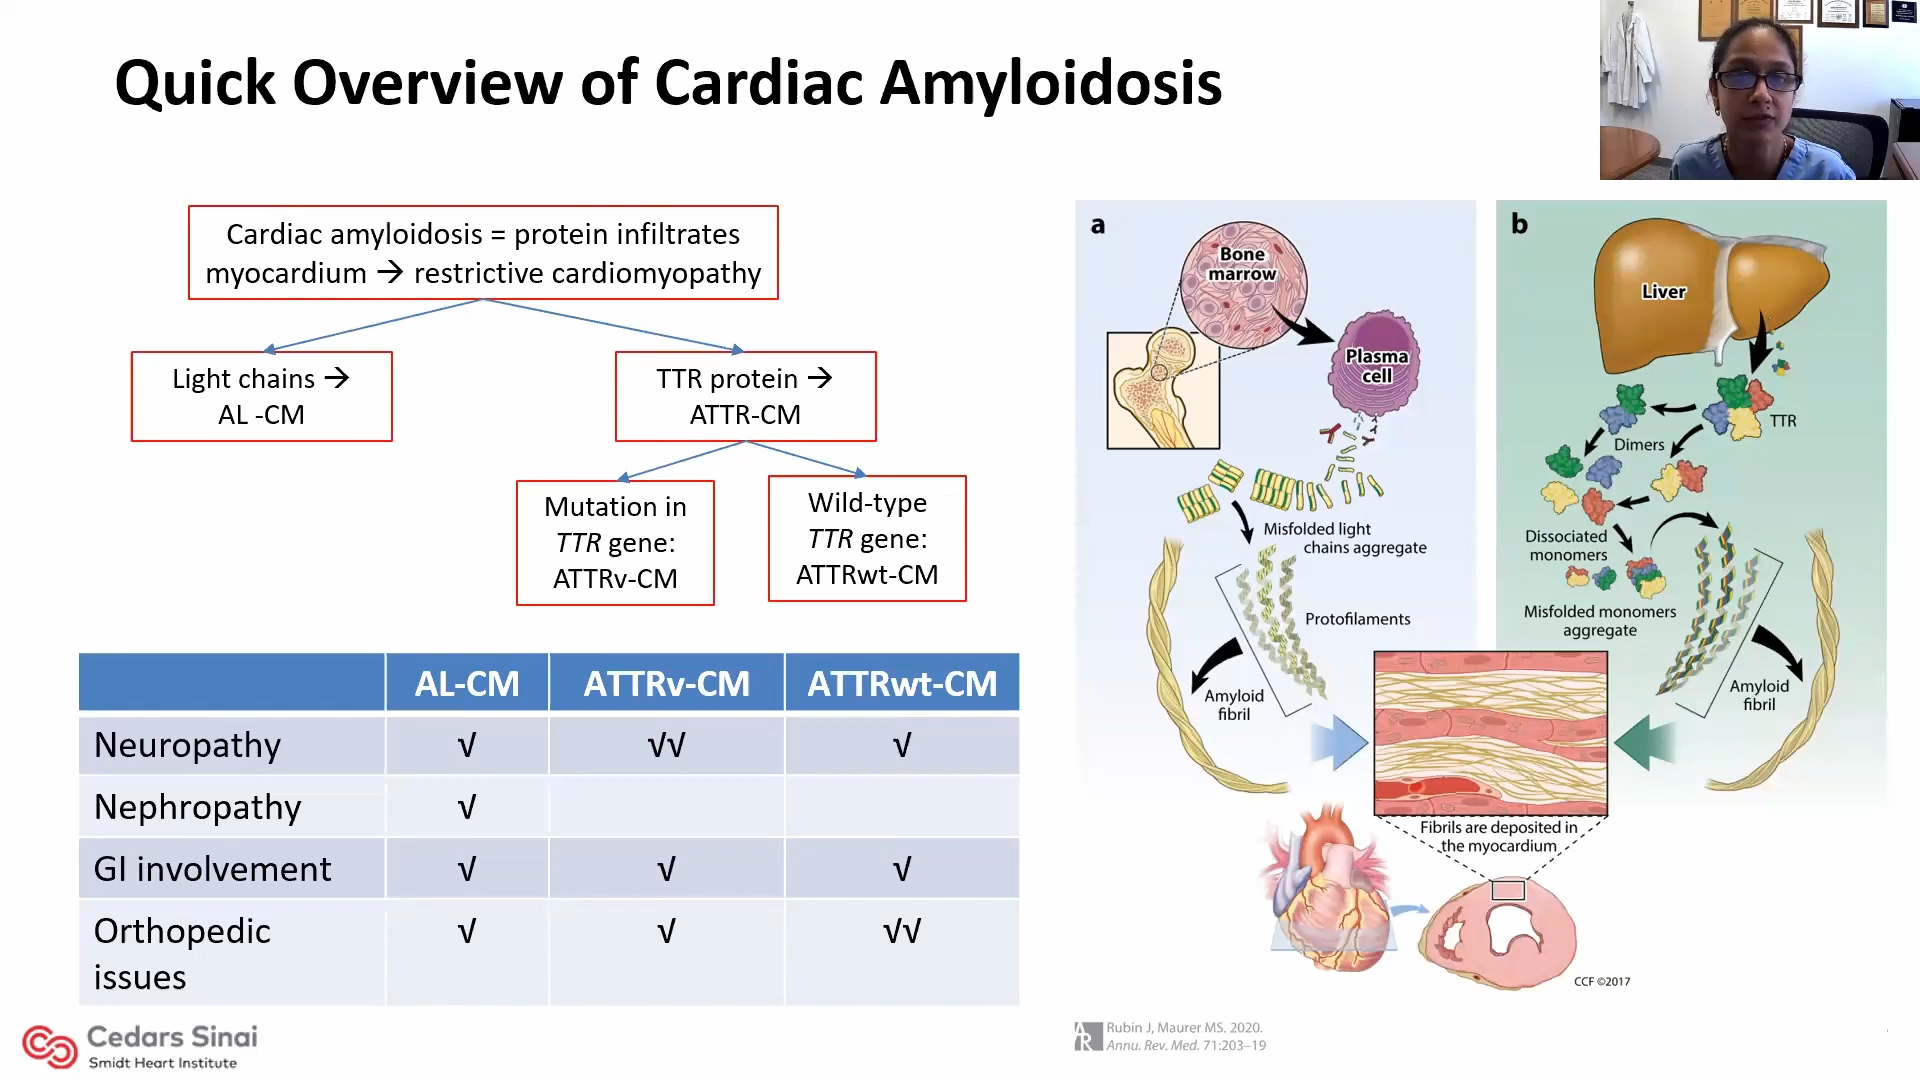 Quick Overview of Cardiac Amyloidosis
Cardiac amyloidosis = protein infiltrates
myocardium → restrictive cardiomyopathy
Light chains →
AL -CM
TTR protein →
ATTR-CM
Mutation in
TTR gene:
ATTRv-CM
Wild-type
TTR gene:
ATTRwt-CM
AL-CM ATTRv-CM ATTRwt-CM
Neuropathy √ √√ √
Nephropathy √
GI involvement √ √ √
Orthopedic √ √ √√
issues
Cedars Sinai
Smidt Heart Institute
a
Bone
marrow
Plasma
cell
Misfolded light
chains aggregate
Protofilaments
Amyloid
fibril
b
Liver
TTR
Dimers
Dissociated
monomers
Misfolded monomers
aggregate
Amyloid
fibril
Fibrils are deposited in
the myocardium
CCF ©2017
AR
Rubin J, Maurer MS. 2020.
Annu. Rev. Med. 71:203–19